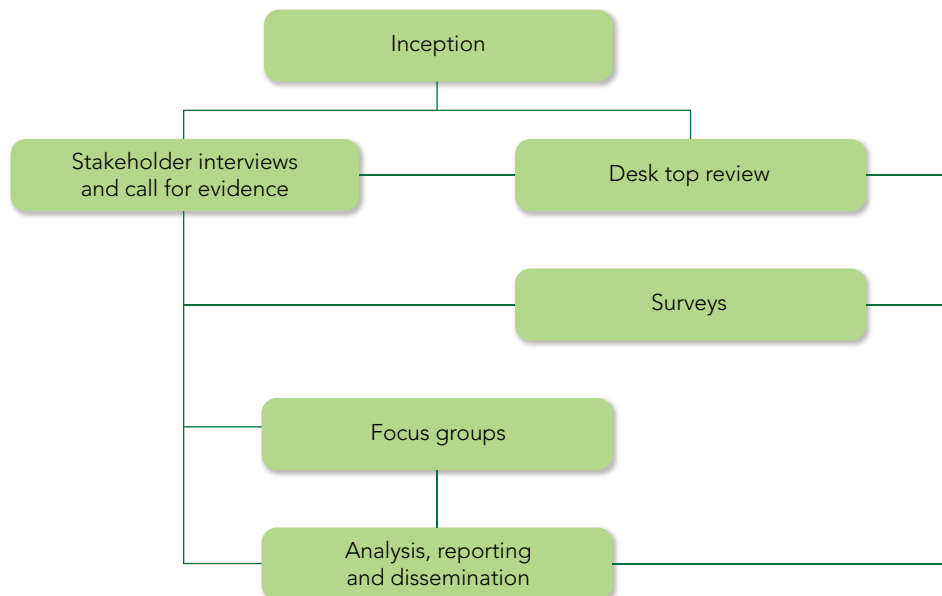 Inception
Stakeholder interviews
and call for evidence
Desk top review
Surveys
Focus groups
Analysis, reporting
and dissemination